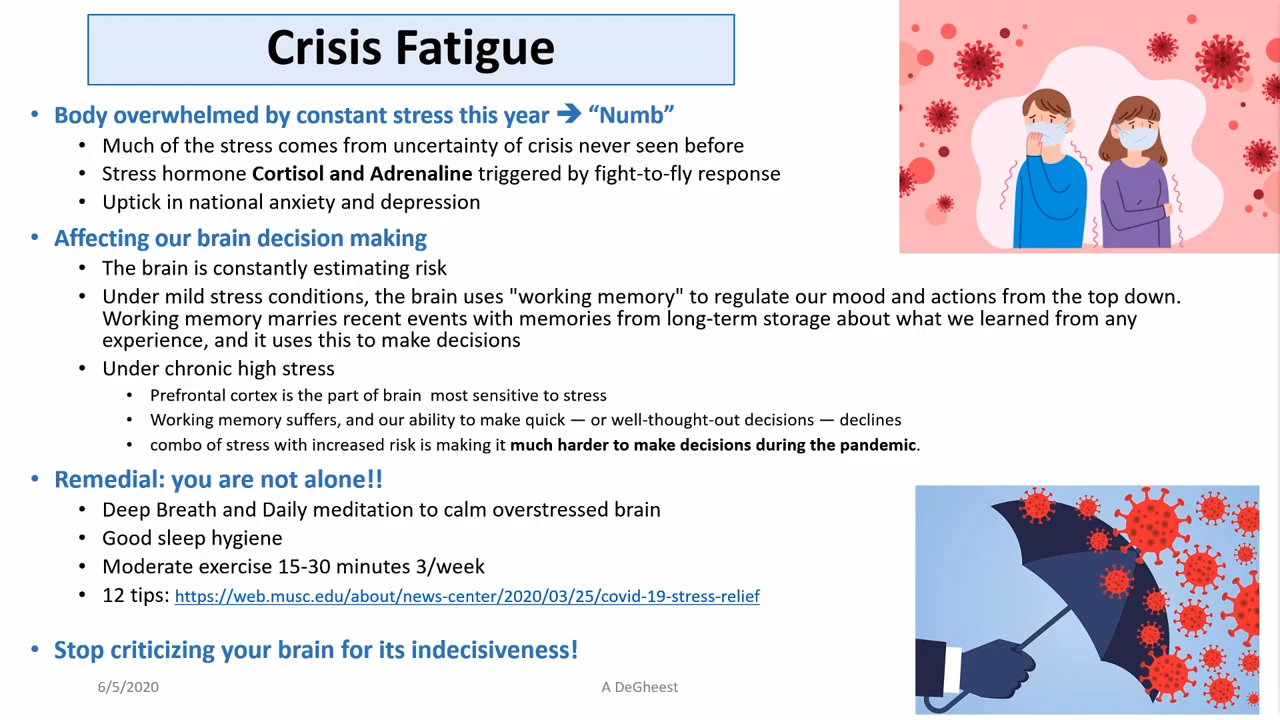 Crisis Fatigue
• Body overwhelmed by constant stress this year ➔ “Numb”
• Much of the stress comes from uncertainty of crisis never seen before
• Stress hormone Cortisol and Adrenaline triggered by fight-to-fly response
• Uptick in national anxiety and depression
• Affecting our brain decision making
• The brain is constantly estimating risk
• Under mild stress conditions, the brain uses "working memory" to regulate our mood and actions from the top down.
Working memory marries recent events with memories from long-term storage about what we learned from any
experience, and it uses this to make decisions
• Under chronic high stress
• Prefrontal cortex is the part of brain  most sensitive to stress
• Working memory suffers, and our ability to make quick — or well-thought-out decisions — declines
• combo of stress with increased risk is making it much harder to make decisions during the pandemic.
• Remedial: you are not alone!!
• Deep Breath and Daily meditation to calm overstressed brain
• Good sleep hygiene
• Moderate exercise 15-30 minutes 3/week
• 12 tips: https://web.musc.edu/about/news-center/2020/03/25/covid-19-stress-relief
• Stop criticizing your brain for its indecisiveness!
6/5/2020
A DeGheest